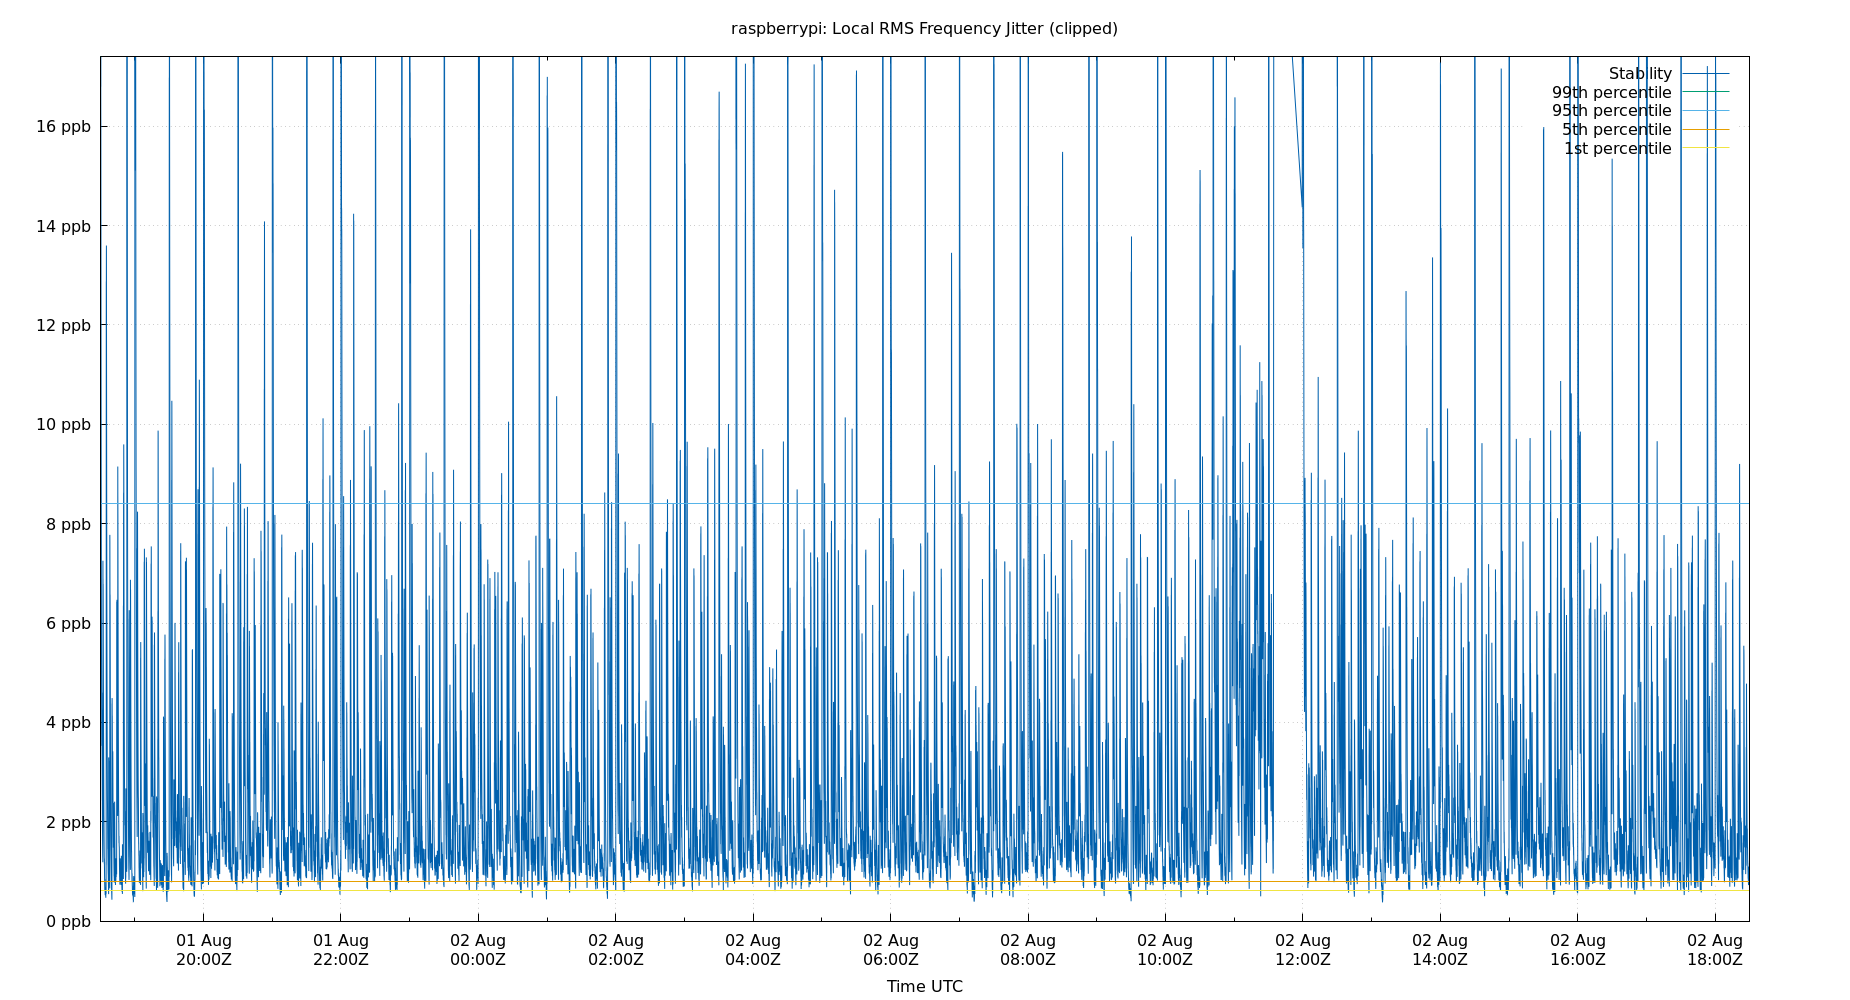 raspberrypi: Local RMS Frequency Jitter (clipped)
Stability
99th percentile
95th percentile
5th percentile
1st percentile
16 ppb
14 ppb
12 ppb
10 ppb
8 ppb
6 ppb
4 ppb
2 ppb
0 ppb
01 Aug 01 Aug 02 Aug 02 Aug 02 Aug 02 Aug 02 Aug 02 Aug 02 Aug 02 Aug 02 Aug 02 Aug
20:00Z 22:00Z 00:00Z 02:00Z 04:00Z 06:00Z 08:00Z 10:00Z 12:00Z 14:00Z 16:00Z 18:00Z
Time UTC